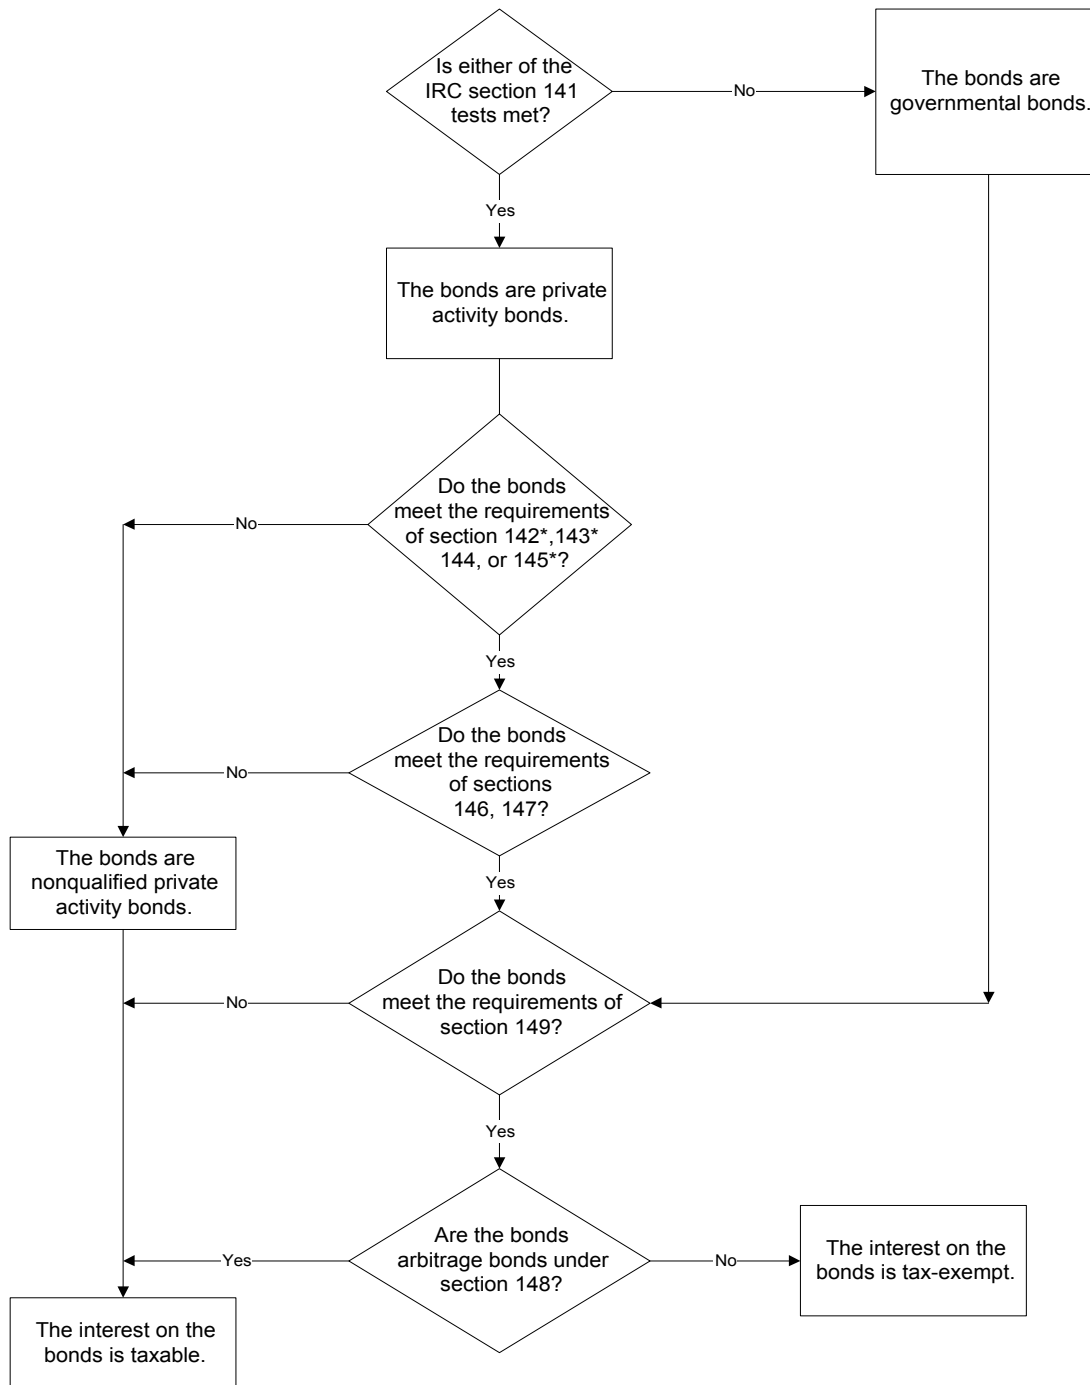 Is either of the
IRC section 141
tests met?
No
The bonds are
governmental bonds.
Yes
The bonds are private
activity bonds.
Do the bonds
meet the requirements
of section 142*,143*
144, or 145*?
No
Yes
Do the bonds
meet the requirements
of sections
146, 147?
No
The bonds are
nonqualified private
activity bonds.
Yes
Do the bonds
meet the requirements of
section 149?
No
Yes
Are the bonds
arbitrage bonds under
section 148?
Yes
No
The interest on the
bonds is tax-exempt.
The interest on the
bonds is taxable.